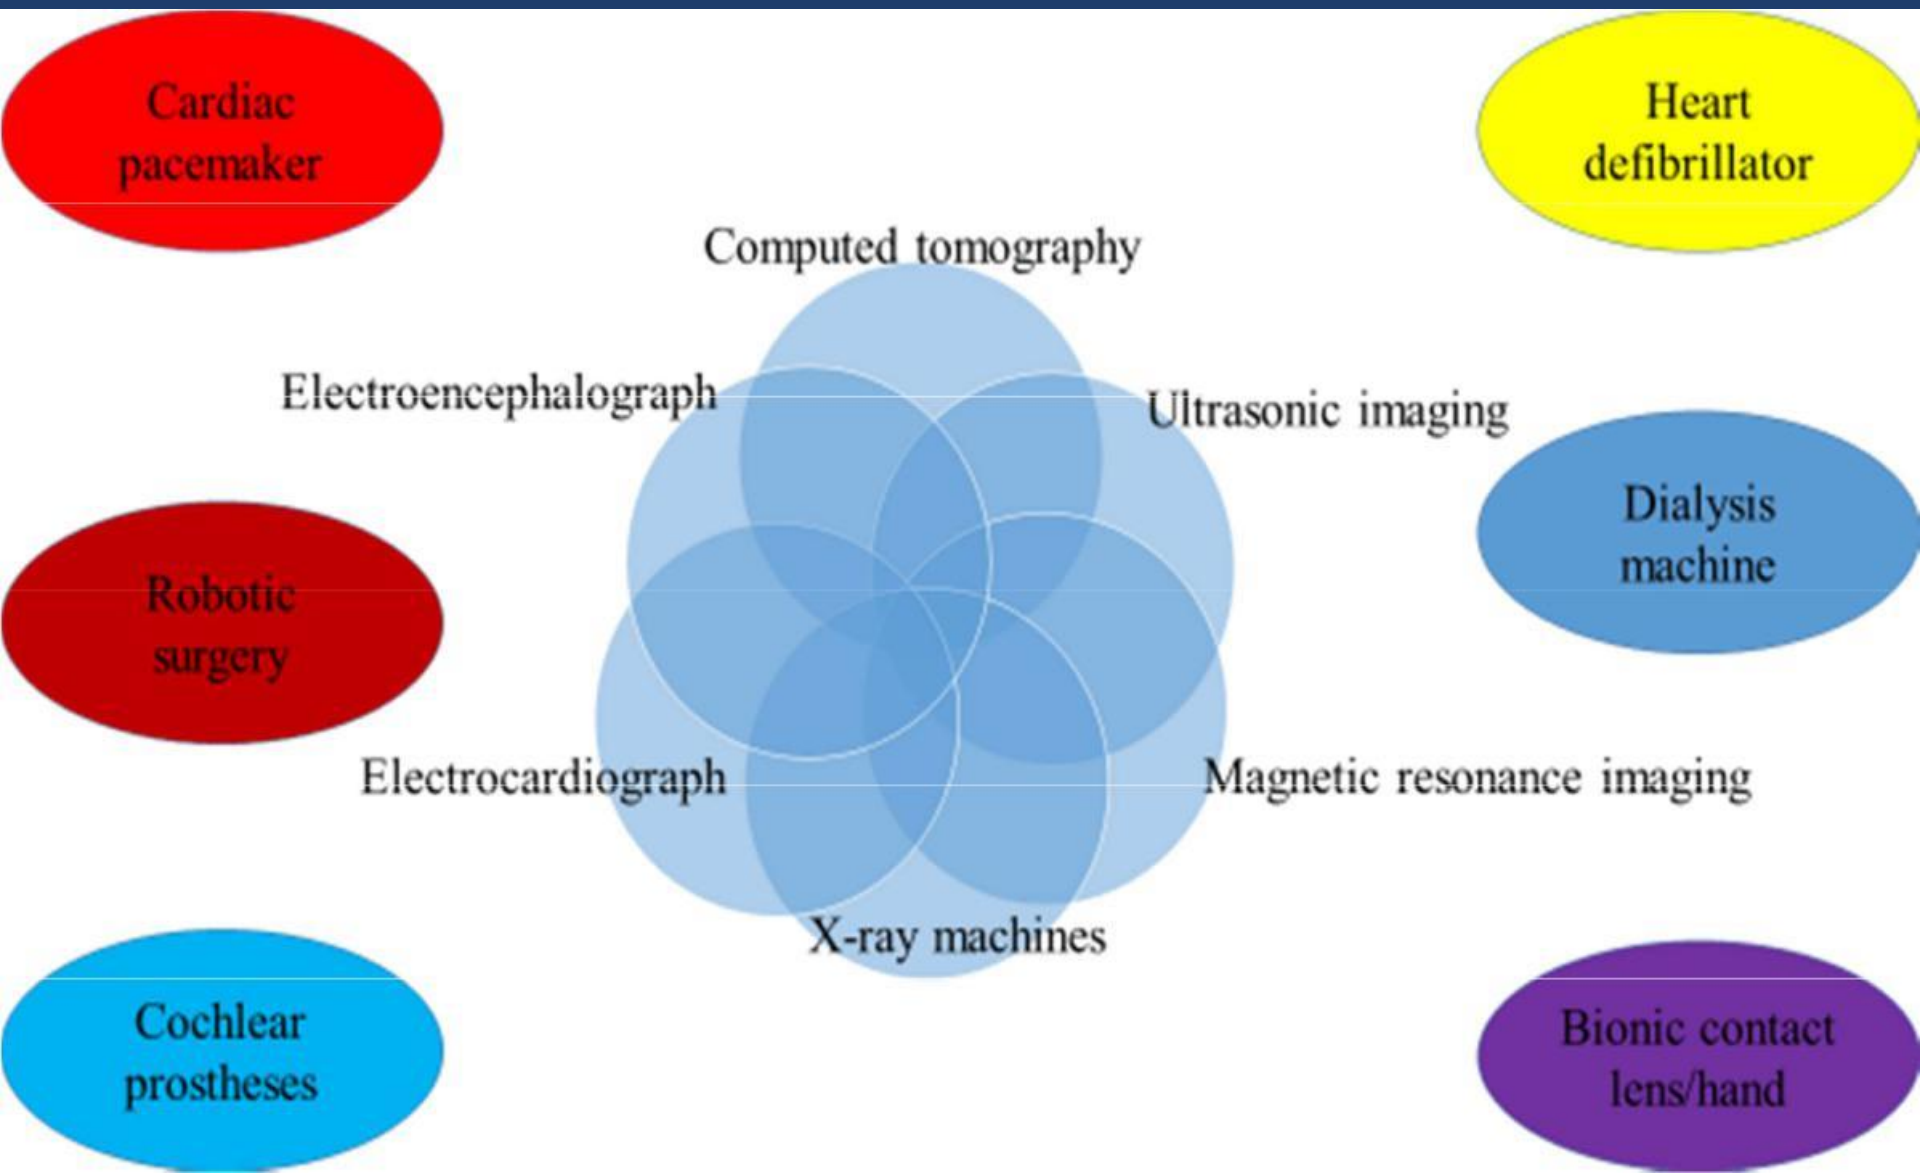 Cardiac
pacemaker
Heart
defibrillator
Computed tomography
Electroencephalograph
Ultrasonic imaging
Dialysis
machine
Robotic
surgery
Electrocardiograph
Magnetic resonance imaging
X-ray machines
Cochlear
prostheses
Bionic contact
lens/hand